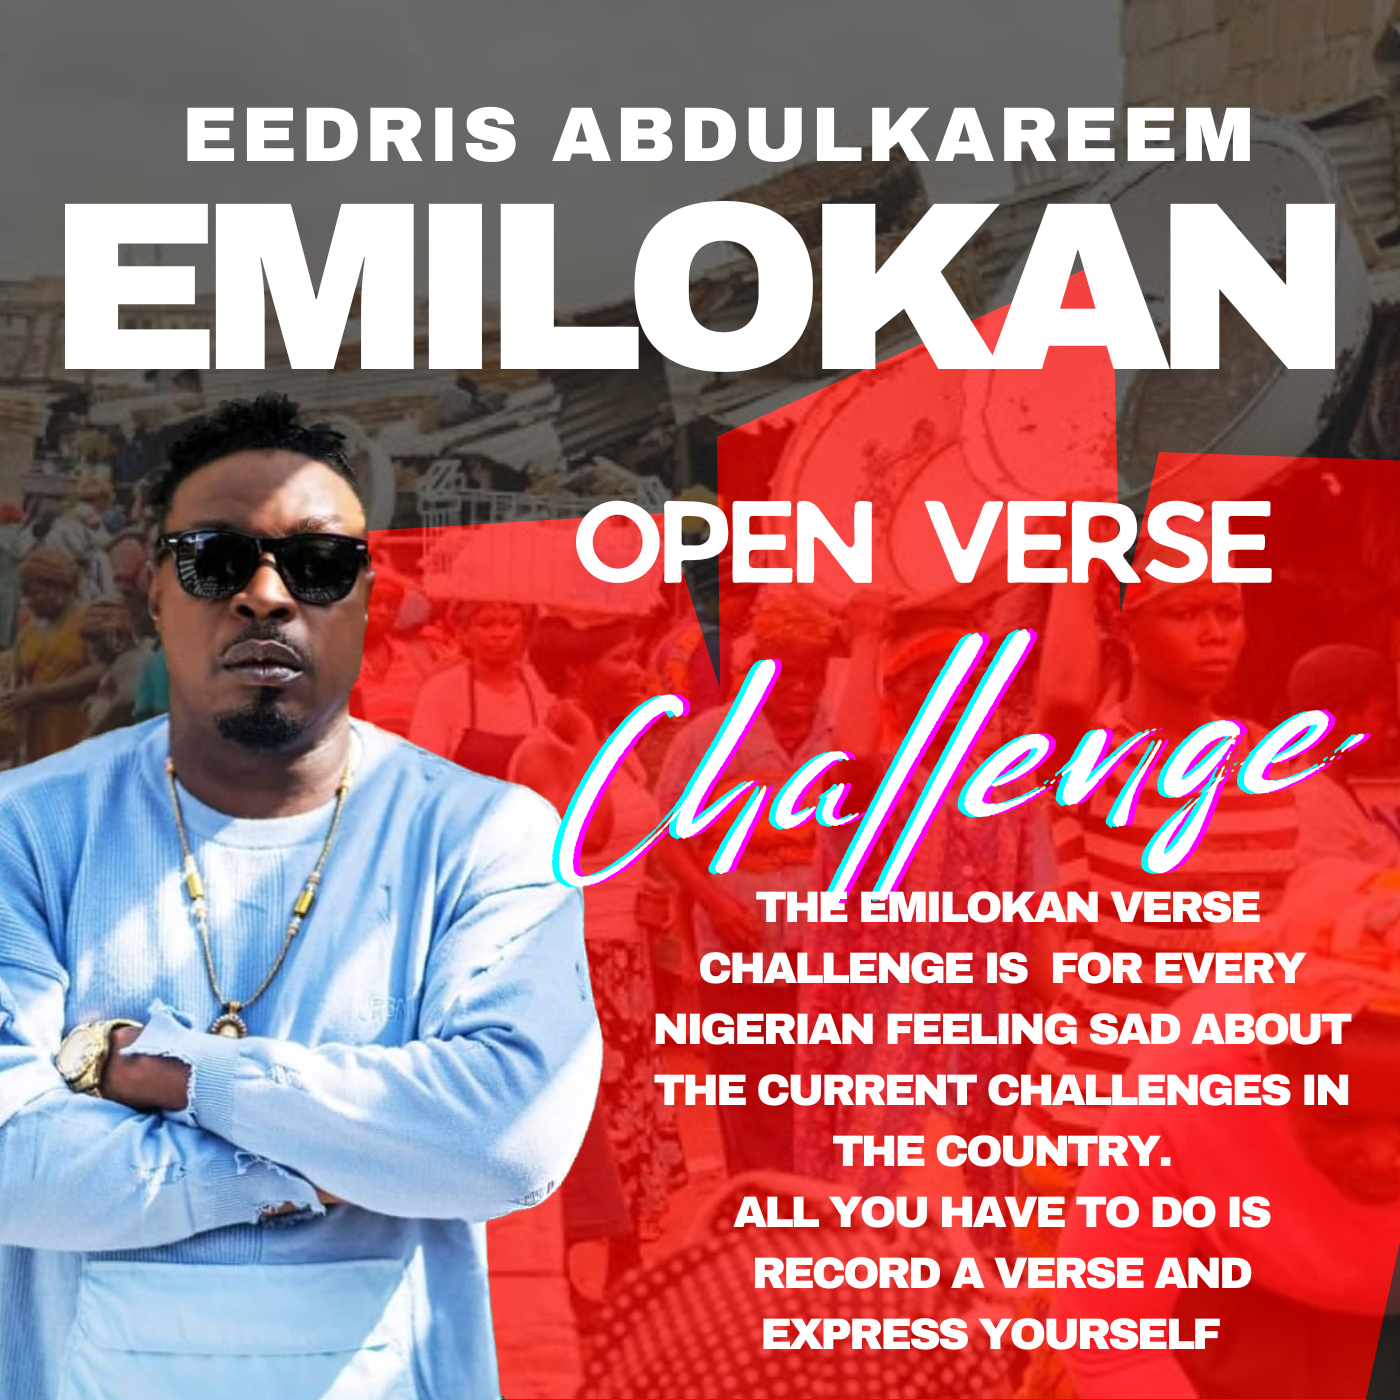 EEDRIS ABDULKAREEM
EMILOKAN
OPEN VERSE
Challenge
THE EMILOKAN VERSE
CHALLENGE IS FOR EVERY
NIGERIAN FEELING SAD ABOUT
THE CURRENT CHALLENGES IN
THE COUNTRY.
ALL YOU HAVE TO DO IS
RECORD A VERSE AND
EXPRESS YOURSELF